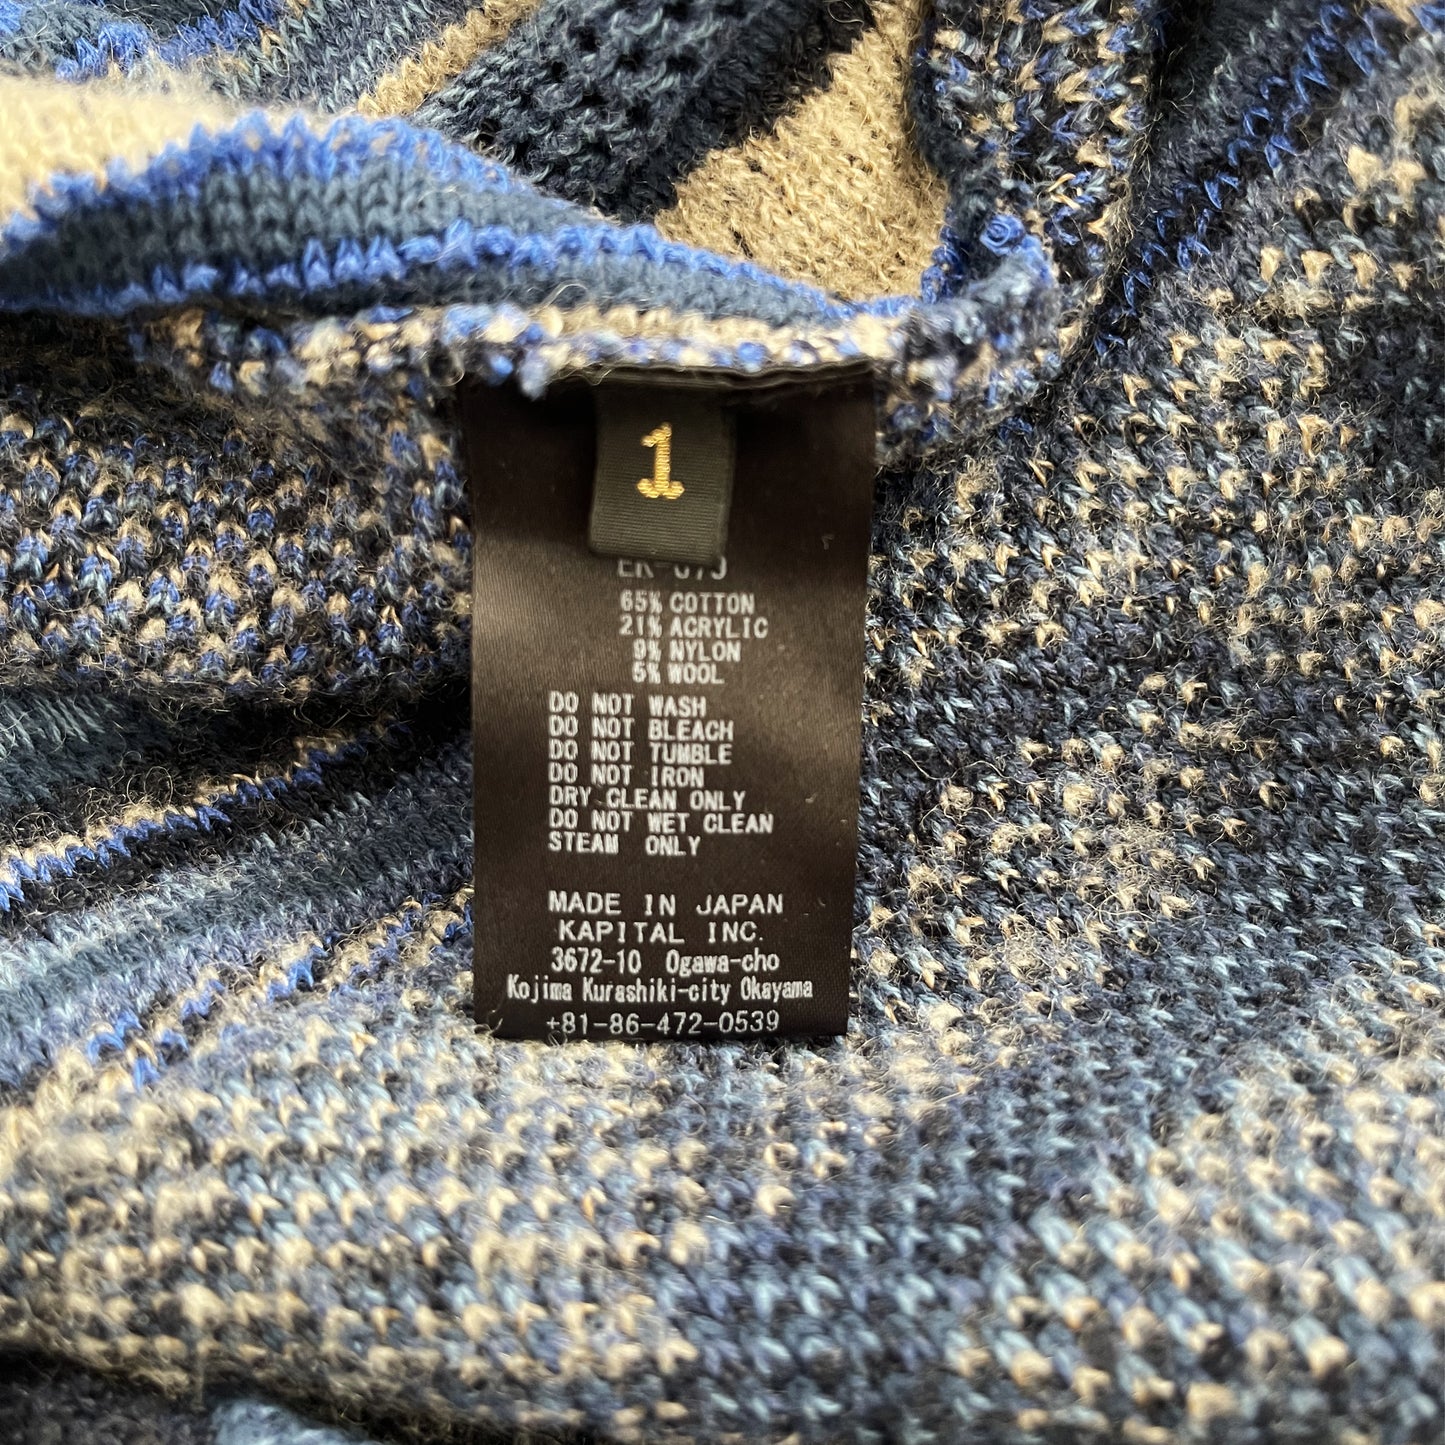 1
65% COTTON
21% ACRYLIC
9% NYLON
5% WOOL
DO NOT WASH
DO NOT BLEACH
DO NOT TUMBLE
DO NOT IRON
DRY CLEAN ONLY
DO NOT WET CLEAN
STEAM ONLY
MADE IN JAPAN
KAPITAL INC.
3672-10 Ogawa-cho
Kojima Kurashiki-city Okayama
+81-86-472-0539